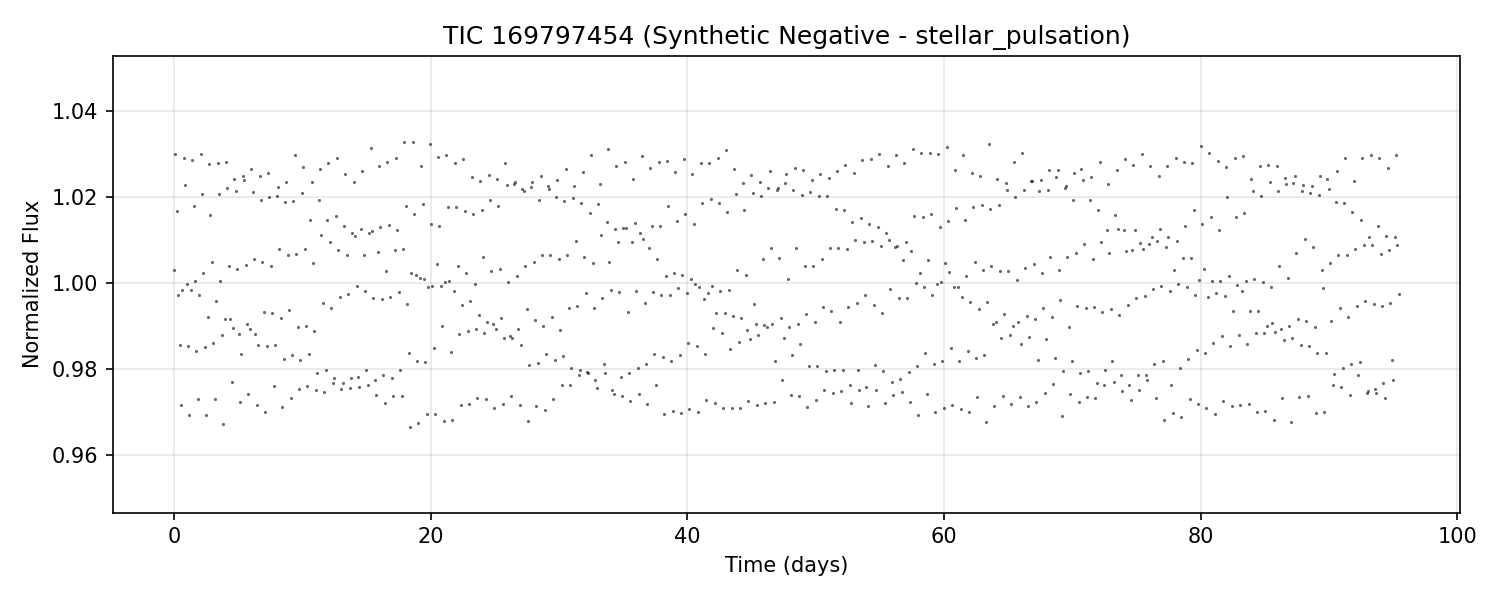 TIC 169797454 (Synthetic Negative - stellar_pulsation)
1.04
1.02
1.00
0.98
0.96
Normalized Flux
0 20 40 60 80 100
Time (days)